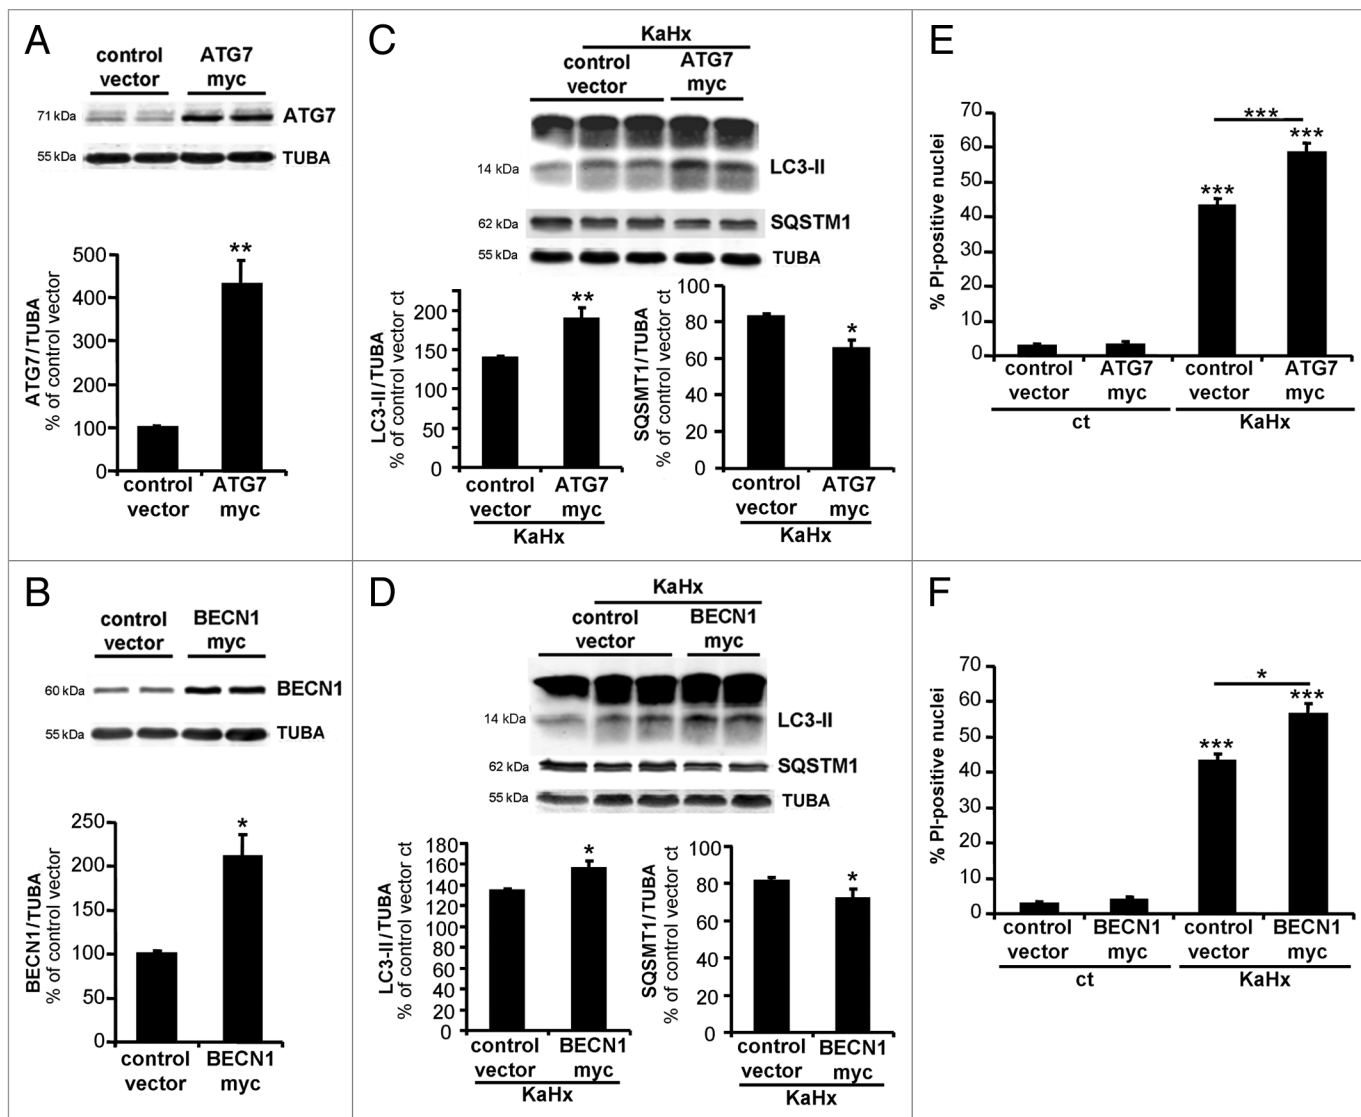 A
control
vector
ATG7
myc
71 kDa
ATG7
55 kDa
TUBA
ATG7/TUBA
% of control vector
500
400
300
200
100
0
**
control
vector
ATG7
myc
C
KaHx
control
vector
ATG7
myc
14 kDa
LC3-II
62 kDa
SQSTM1
55 kDa
TUBA
LC3-II/TUBA
% of control vector ct
200
150
100
50
0
**
control
vector
ATG7
myc
KaHx
SQSMT1/TUBA
% of control vector ct
100
80
60
40
20
0
*
control
vector
ATG7
myc
KaHx
E
% PI-positive nuclei
70
60
50
40
30
20
10
0
***
***
***
control
vector
ATG7
myc
control
vector
ATG7
myc
ct
KaHx
B
control
vector
BECN1
myc
60 kDa
BECN1
55 kDa
TUBA
BECN1/TUBA
% of control vector
250
200
150
100
50
0
*
control
vector
BECN1
myc
D
KaHx
control
vector
BECN1
myc
14 kDa
LC3-II
62 kDa
SQSTM1
55 kDa
TUBA
LC3-II/TUBA
% of control vector ct
180
160
140
120
100
80
60
40
20
0
*
control
vector
BECN1
myc
KaHx
SQSMT1/TUBA
% of control vector ct
100
80
60
40
20
0
*
control
vector
BECN1
myc
KaHx
F
% PI-positive nuclei
70
60
50
40
30
20
10
0
*
***
***
control
vector
BECN1
myc
control
vector
BECN1
myc
ct
KaHx